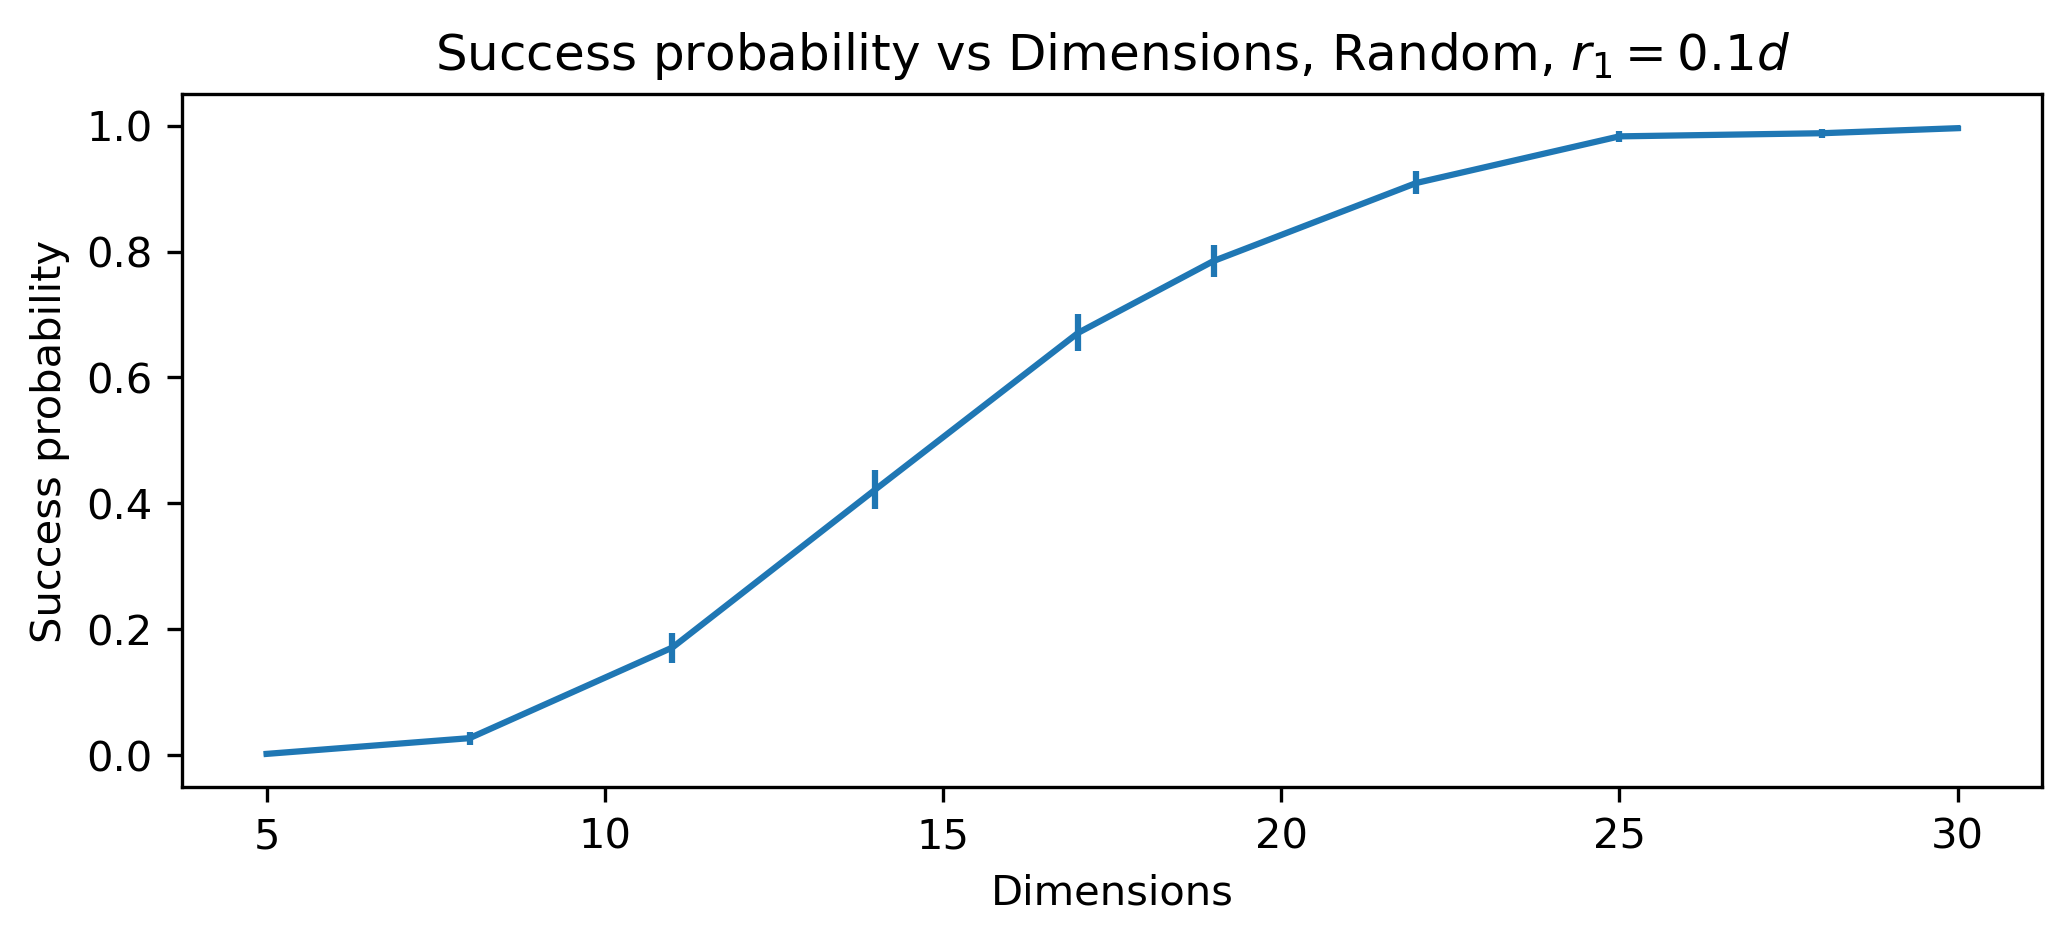 Success probability vs Dimensions, Random, r₁ = 0.1d
Success probability
1.0
0.8
0.6
0.4
0.2
0.0
5 10 15 20 25 30
Dimensions